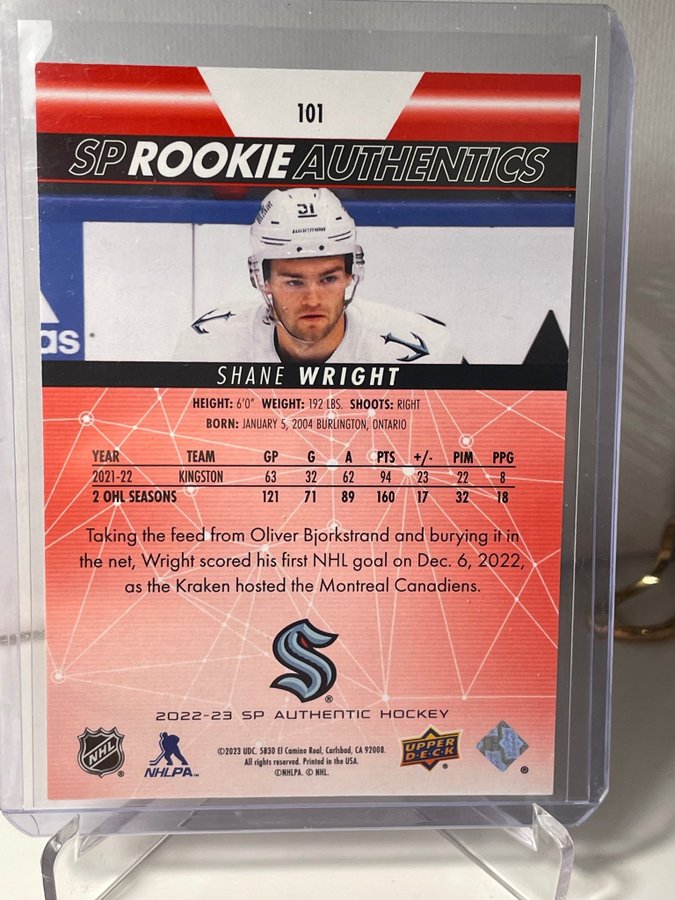 101
SP ROOKIE AUTHENTICS
51
as
SHANE WRIGHT
HEIGHT: 6'0" WEIGHT: 192 LBS. SHOOTS: RIGHT
BORN: JANUARY 5, 2004 BURLINGTON, ONTARIO
YEAR TEAM GP G A PTS +/- PIM PPG
2021-22 KINGSTON 63 32 62 94 23 22 8
2 OHL SEASONS 121 71 89 160 17 32 18
Taking the feed from Oliver Bjorkstrand and burying it in
the net, Wright scored his first NHL goal on Dec. 6, 2022,
as the Kraken hosted the Montreal Canadiens.
®
2022-23 SP AUTHENTIC HOCKEY
NHL ®
NHLPA™
©2023 UDC. 5830 El Camino Real, Carlsbad, CA 92008.
All rights reserved. Printed in the USA.
©NHLPA. © NHL.
UPPER DECK ®